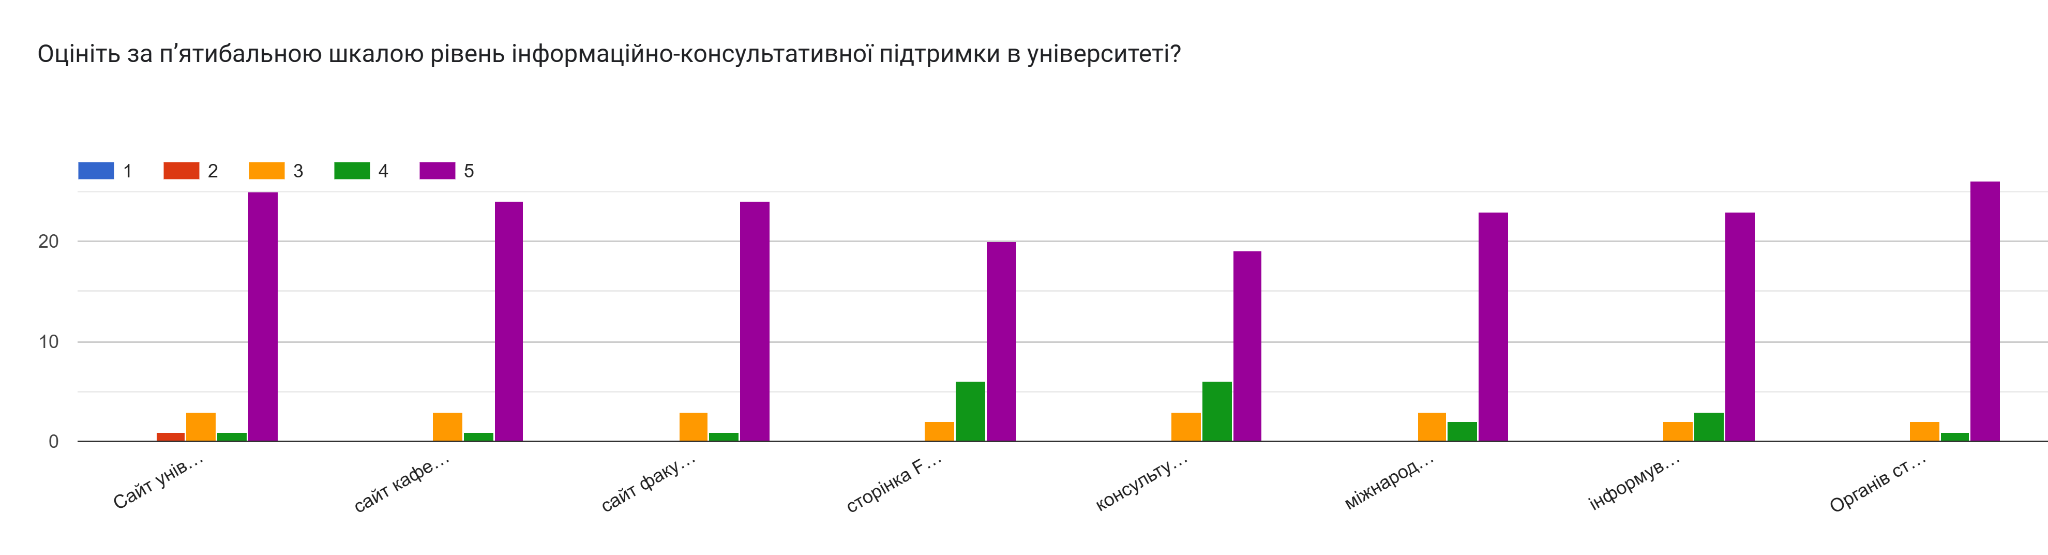 Оцініть за п’ятибальною шкалою рівень інформаційно-консультативної підтримки в університеті?
1 2 3 4 5
20
10
0
Сайт унів…
сайт кафе…
сайт факу…
сторінка F…
консульту…
міжнарод…
інформув…
Органів ст…